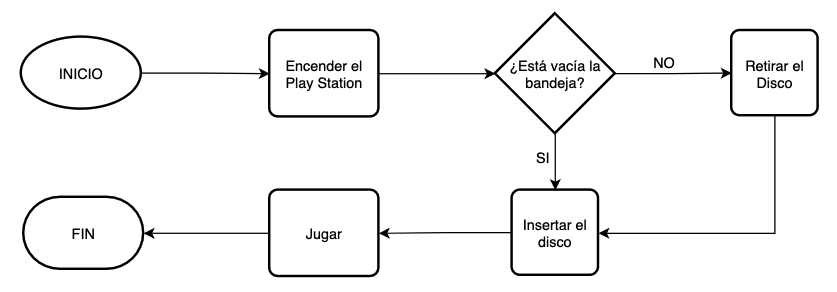 INICIO
Encender el
Play Station
¿Está vacía la
bandeja?
NO
Retirar el
Disco
SI
Insertar el
disco
Jugar
FIN